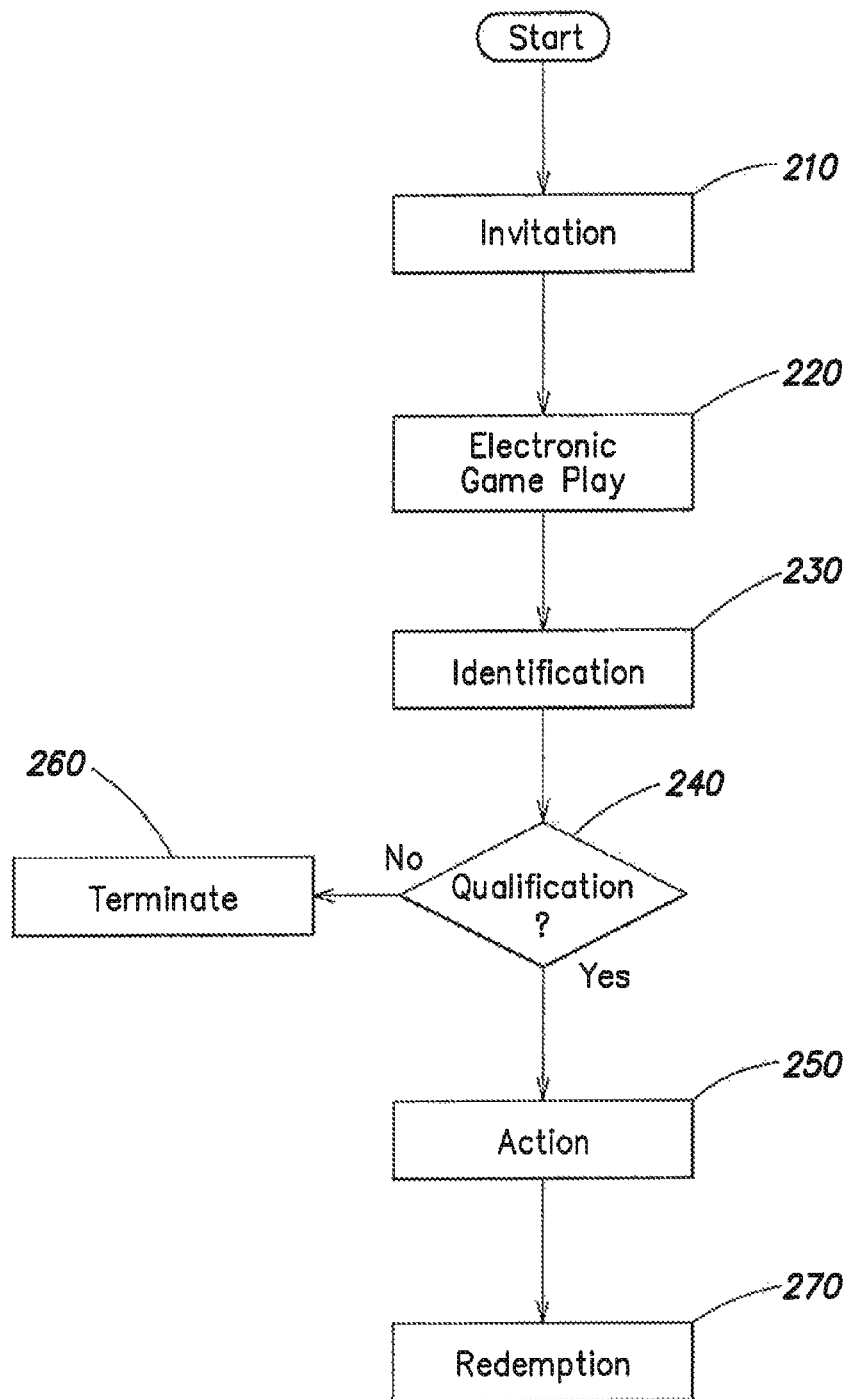 Start
210
Invitation
220
Electronic
Game Play
230
Identification
260
240
No
Qualification
?
Terminate
Yes
250
Action
270
Redemption